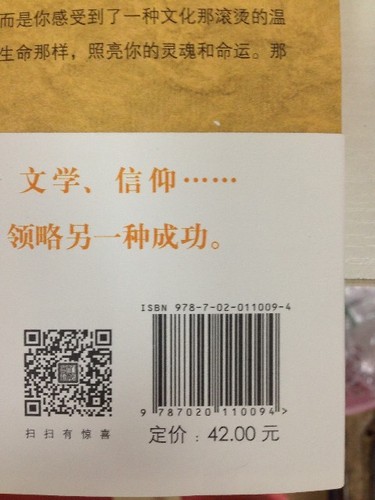 而是你感受到了一种文化那滚烫的温
生命那样，照亮你的灵魂和命运。那
文学、信仰……
领略另一种成功。
ISBN 978-7-02-011009-4
9 787020 110094 >
扫扫有惊喜
定价：42.00元